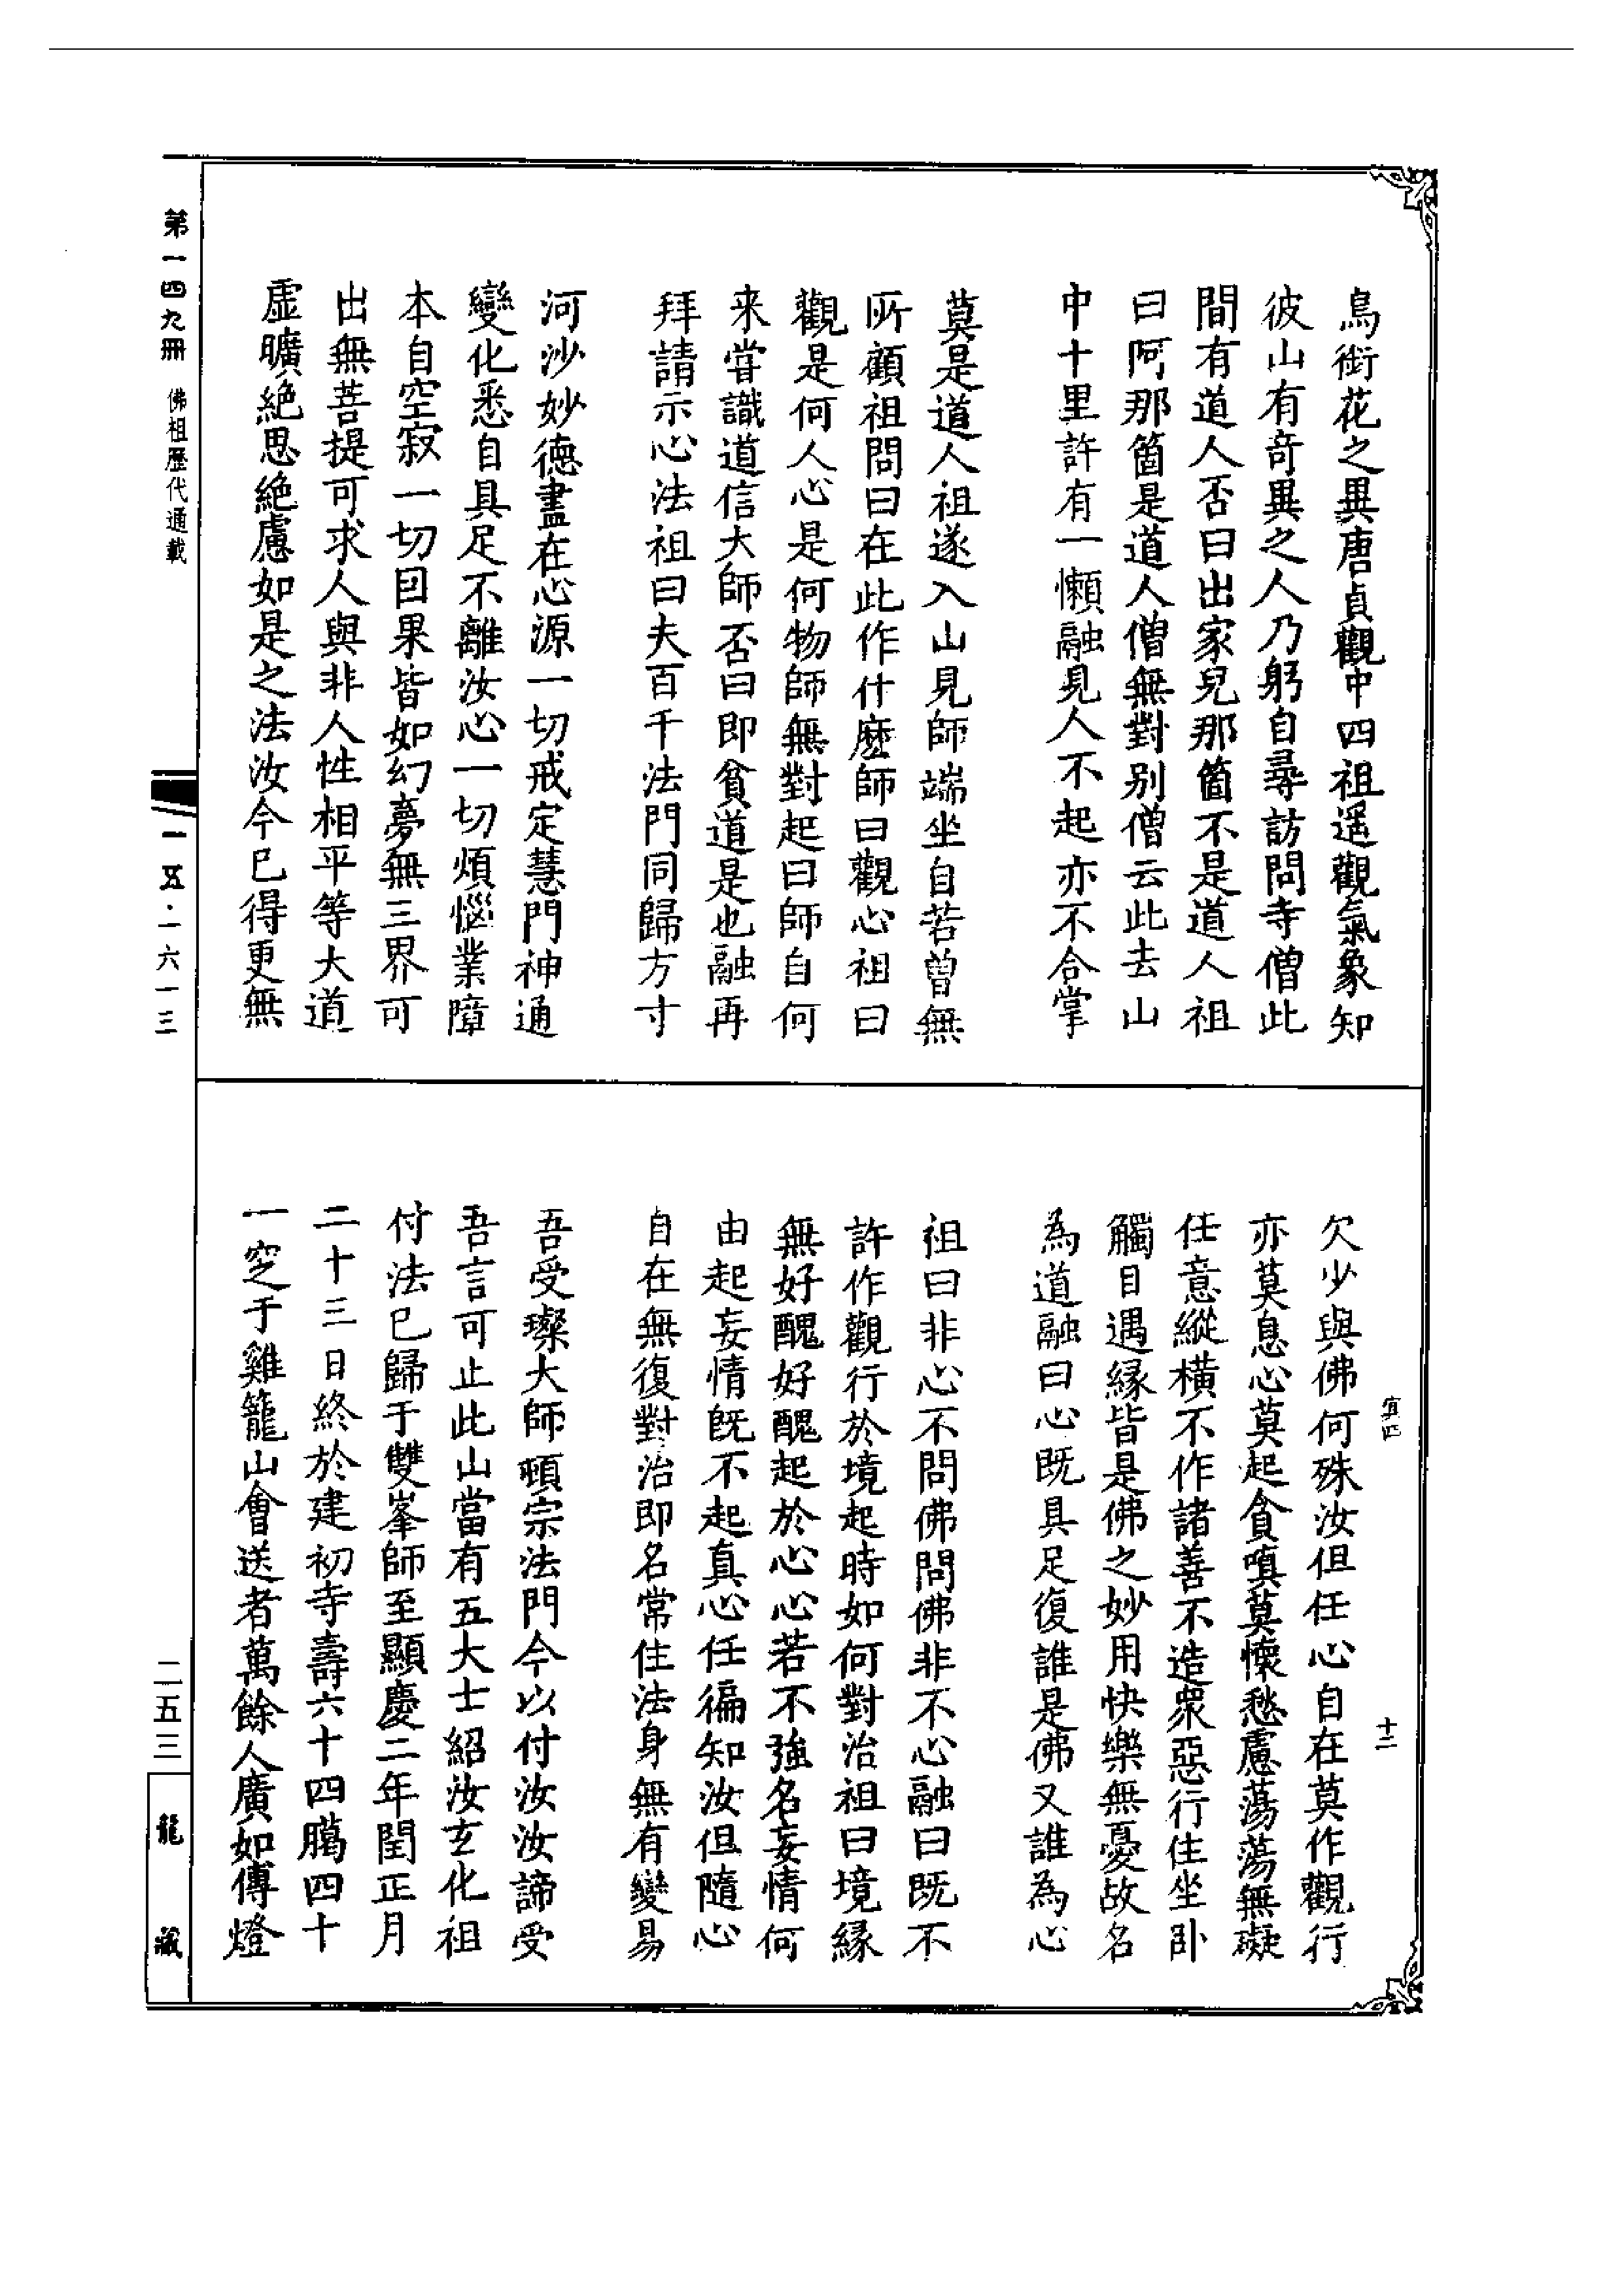 鳥銜花之異唐貞觀中四祖遥觀氣象知
彼山有竒異之人乃躬自尋訪問寺僧此
間有道人否曰出家兒那箇不是道人祖
曰阿那箇是道人僧無對别僧云此去山
中十里許有一懶融見人不起亦不合掌
莫是道人祖遂入山見師端坐自若曾無
所顧祖問曰在此作什麽師曰觀心祖曰
觀是何人心是何物師無對起曰師自何
来甞識道信大師否曰即貧道是也融再
拜請示心法祖曰夫百千法門同歸方寸
河沙妙德盡在心源一切戒定慧門神通
變化悉自具足不離汝心一切煩惱業障
本自空寂一切因果皆如幻夢無三界可
出無菩提可求人與非人性相平等大道
虚曠絶思絶慮如是之法汝今已得更無
欠少與佛何殊汝但任心自在莫作觀行
亦莫息心莫起貪嗔莫懷愁慮蕩蕩無礙
任意縱橫不作諸善不造衆惡行住坐卧
觸目遇縁皆是佛之妙用快樂無憂故名
為道融曰心既具足復誰是佛又誰為心
祖曰非心不問佛問佛非不心融曰既不
許作觀行於境起時如何對治祖曰境縁
無好醜好醜起於心心若不強名妄情何
由起妄情既不起真心任徧知汝但隨心
自在無復對治即名常住法身無有變易
吾受璨大師頓宗法門今以付汝汝諦受
吾言可止此山當有五大士紹汝玄化祖
付法已歸于雙峯師至顯慶二年閏正月
二十三日終於建初寺壽六十四臈四十
一窆于雞籠山會送者萬餘人廣如傳燈
寘四
十二
第一四九冊
佛祖歷代通載
一五·一六一三
二五三
龍藏